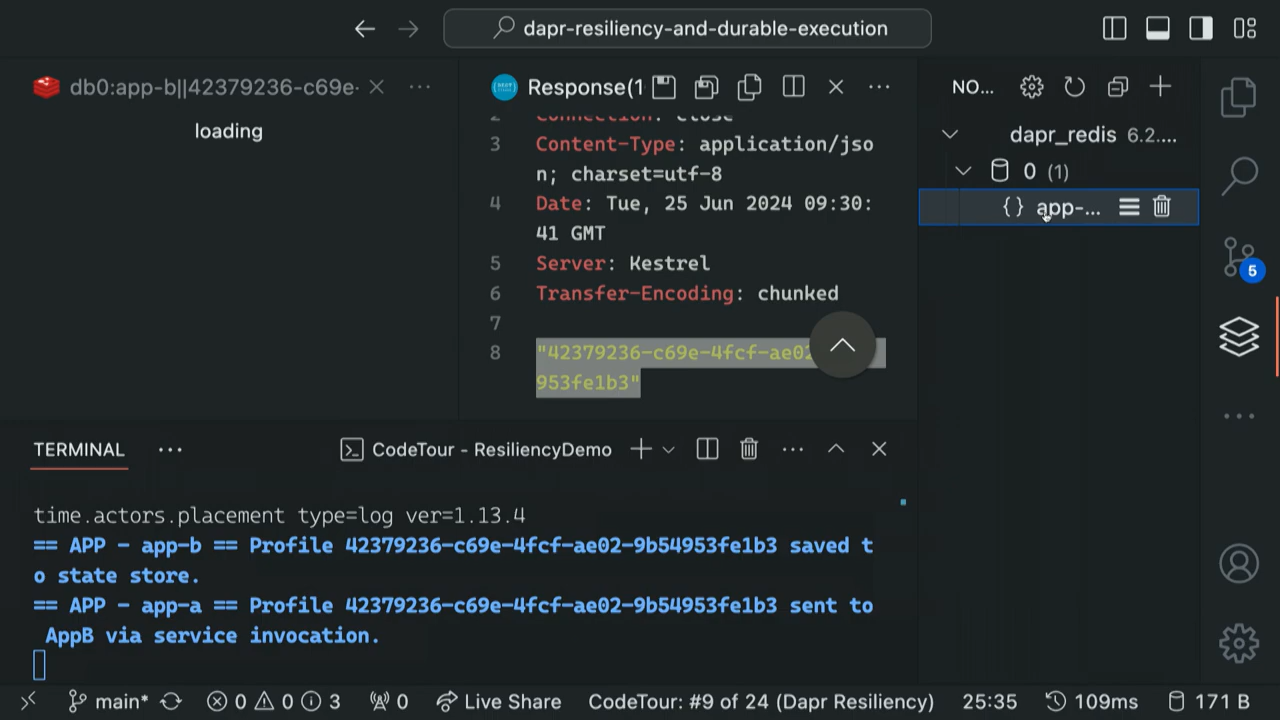 dapr-resiliency-and-durable-execution
db0:app-b||42379236-c69e-
loading
Response(1
2 Connection: close
3 Content-Type: application/jso
n; charset=utf-8
4 Date: Tue, 25 Jun 2024 09:30:
41 GMT
5 Server: Kestrel
6 Transfer-Encoding: chunked
7
8 "42379236-c69e-4fcf-ae02
953fe1b3"
NO...
dapr_redis 6.2....
0 (1)
{} app-...
5
TERMINAL
CodeTour - ResiliencyDemo
time.actors.placement type=log ver=1.13.4
== APP - app-b == Profile 42379236-c69e-4fcf-ae02-9b54953fe1b3 saved t
o state store.
== APP - app-a == Profile 42379236-c69e-4fcf-ae02-9b54953fe1b3 sent to
AppB via service invocation.
main* 0 0 3 0 Live Share CodeTour: #9 of 24 (Dapr Resiliency) 25:35 109ms 171 B